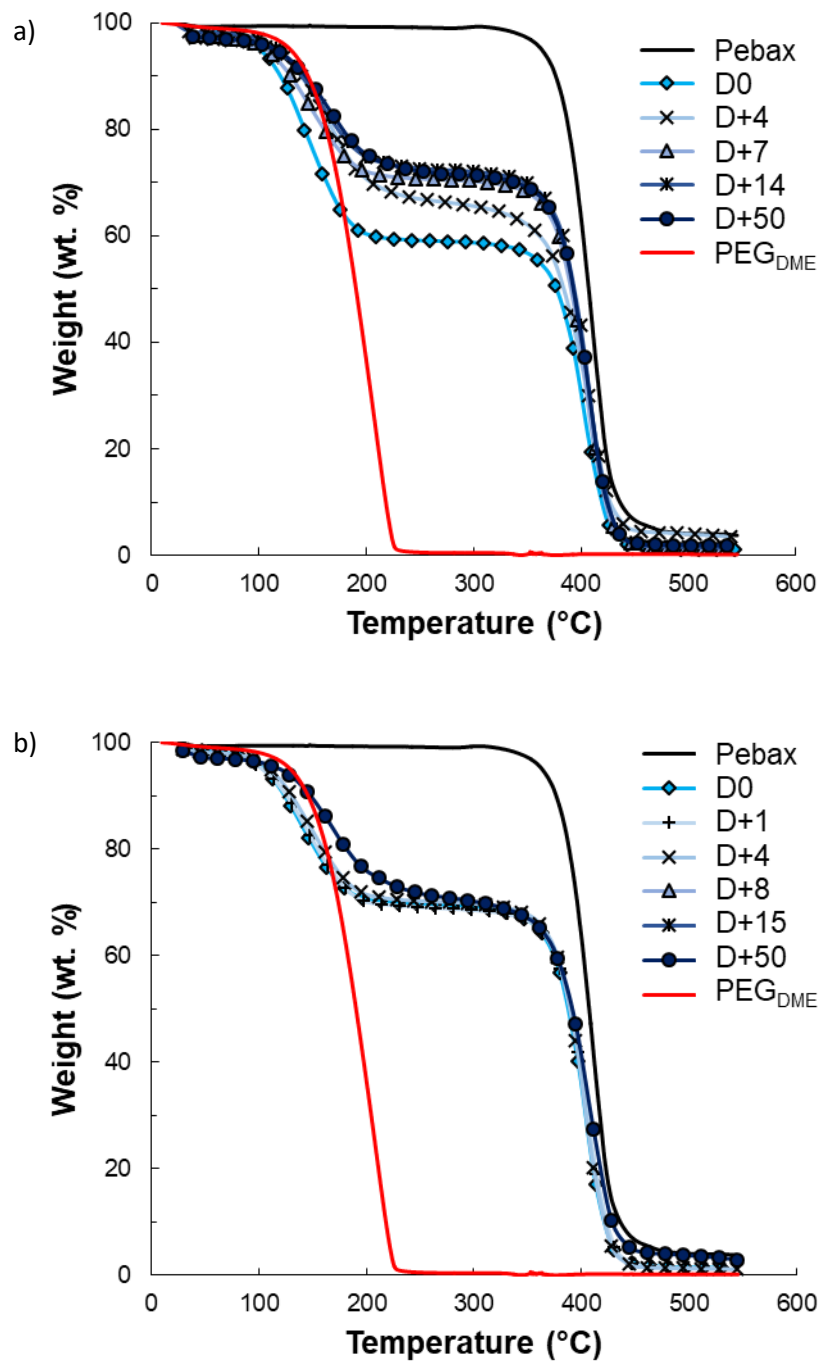 a)
100
80
60
40
20
0
Weight (wt. %)
0 100 200 300 400 500 600
Temperature (°C)
Pebax
D0
D+4
D+7
D+14
D+50
PEGDME
b)
100
80
60
40
20
0
Weight (wt. %)
0 100 200 300 400 500 600
Temperature (°C)
Pebax
D0
D+1
D+4
D+8
D+15
D+50
PEGDME